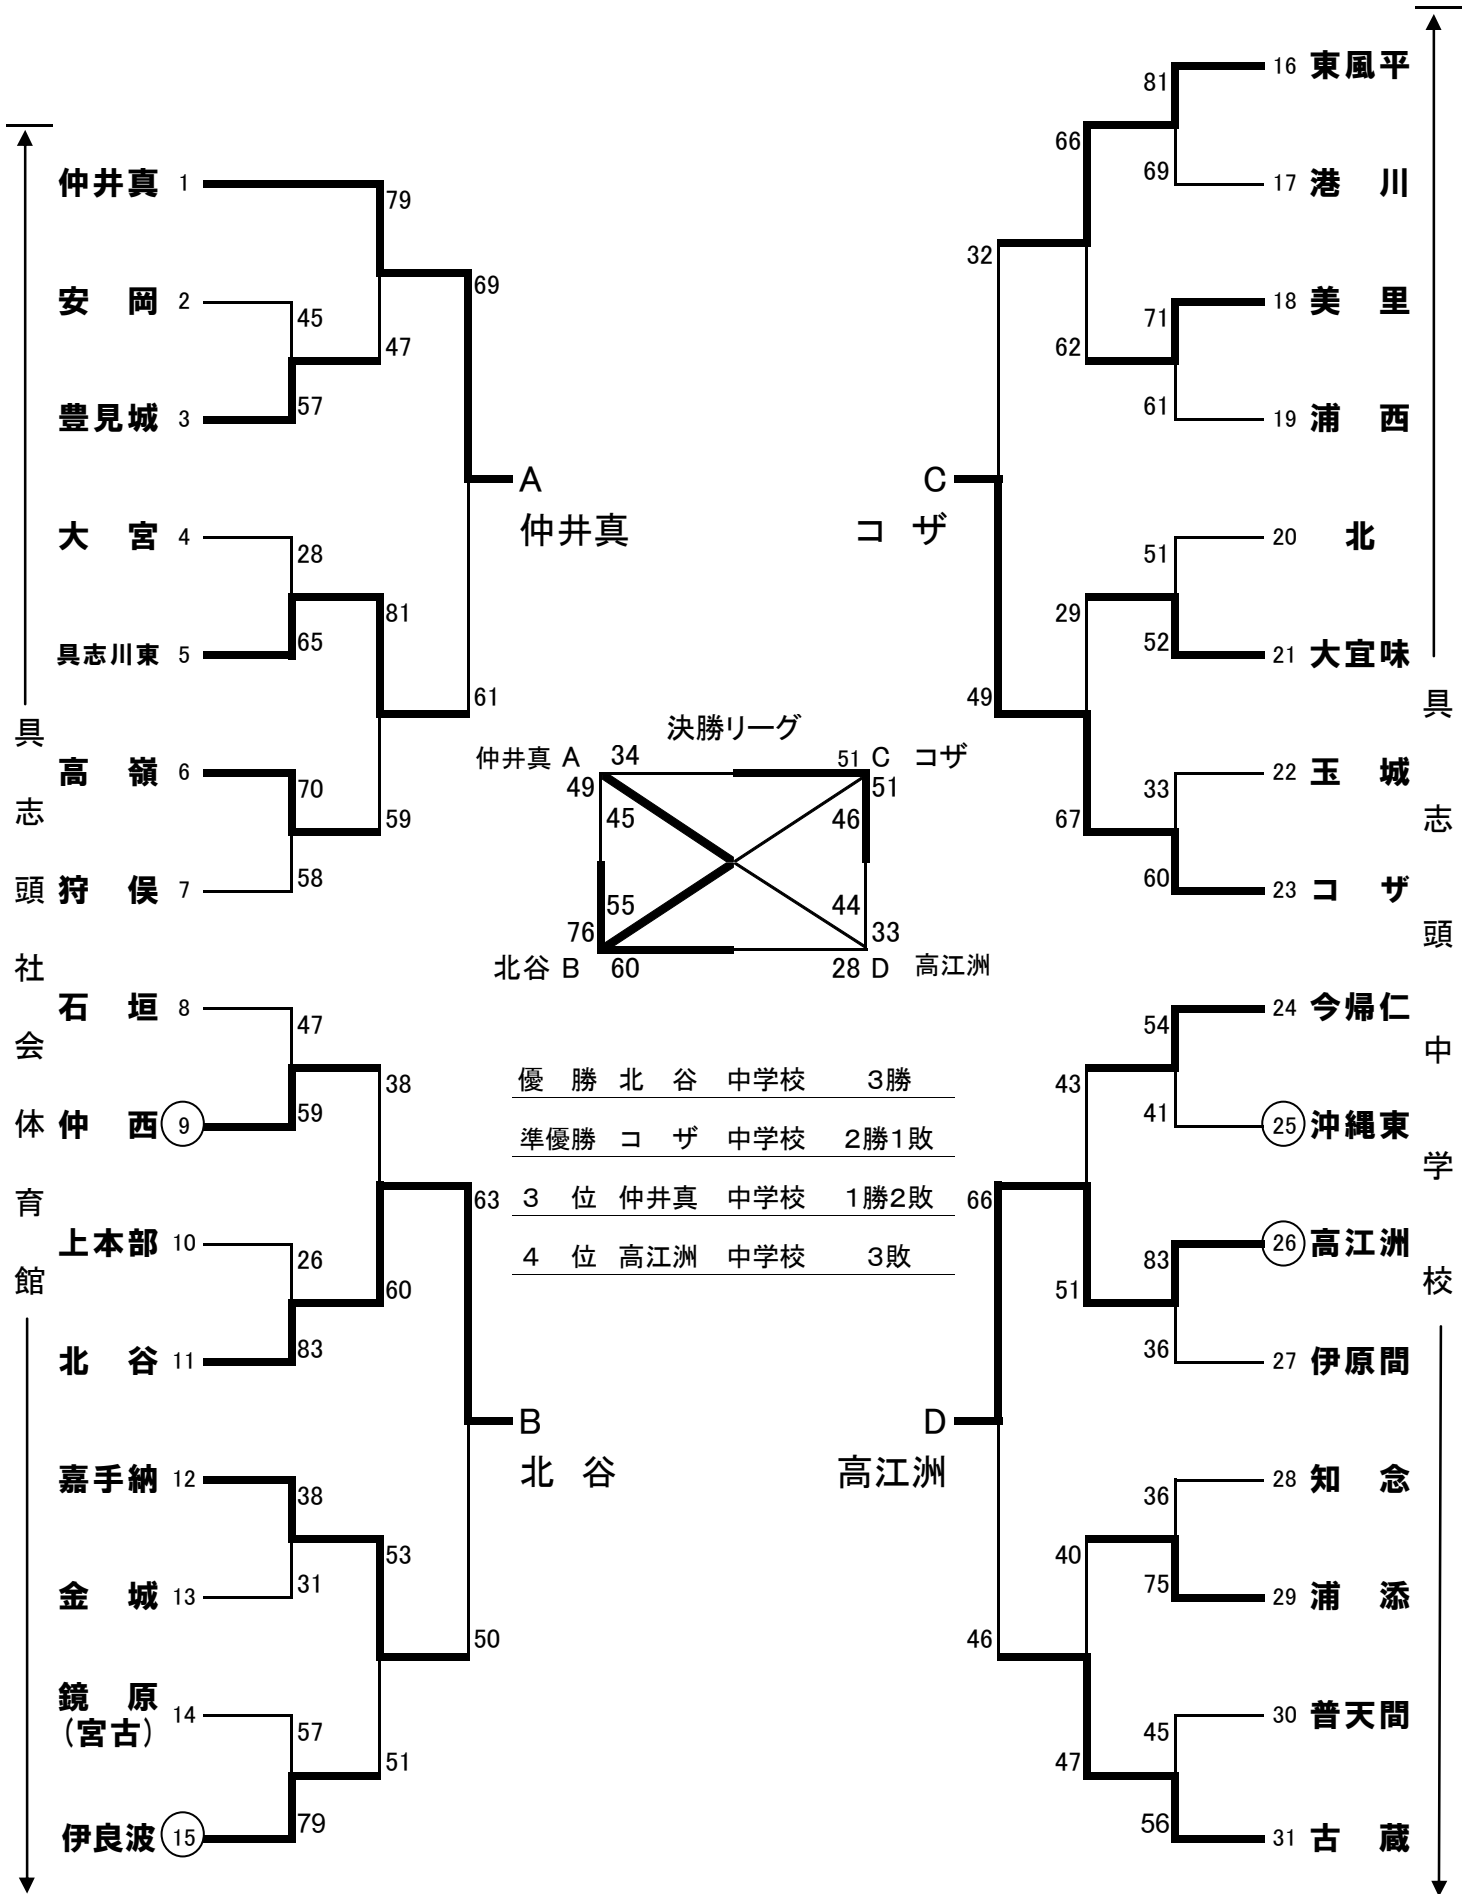 仲井真 1
79
安 岡 2
45
47
豊見城 3
57
69
大 宮 4
28
81
具志川東 5
65
61
高 嶺 6
70
59
狩 俣 7
58
A
仲井真
石 垣 8
47
38
仲 西 9
59
63
上本部 10
26
60
北 谷 11
83
B
北 谷
嘉手納 12
38
53
金 城 13
31
50
鏡 原 14
(宮古)
57
51
伊良波 15
79
具志頭社会体育館
決勝リーグ
仲井真 A 34 51 C コザ
49 51
45 46
55 44
76 33
北谷 B 60 28 D 高江洲
優 勝 北 谷 中学校 3勝
準優勝 コ ザ 中学校 2勝1敗
3 位 仲井真 中学校 1勝2敗
4 位 高江洲 中学校 3敗
81 16 東風平
66
69 17 港 川
32
71 18 美 里
62
61 19 浦 西
C
コ ザ
51 20 北
29
52 21 大宜味
49
33 22 玉 城
67
60 23 コ ザ
54 24 今帰仁
43
41 25 沖縄東
66
83 26 高江洲
51
36 27 伊原間
D
高江洲
36 28 知 念
40
75 29 浦 添
46
45 30 普天間
47
56 31 古 蔵
具志頭中学校